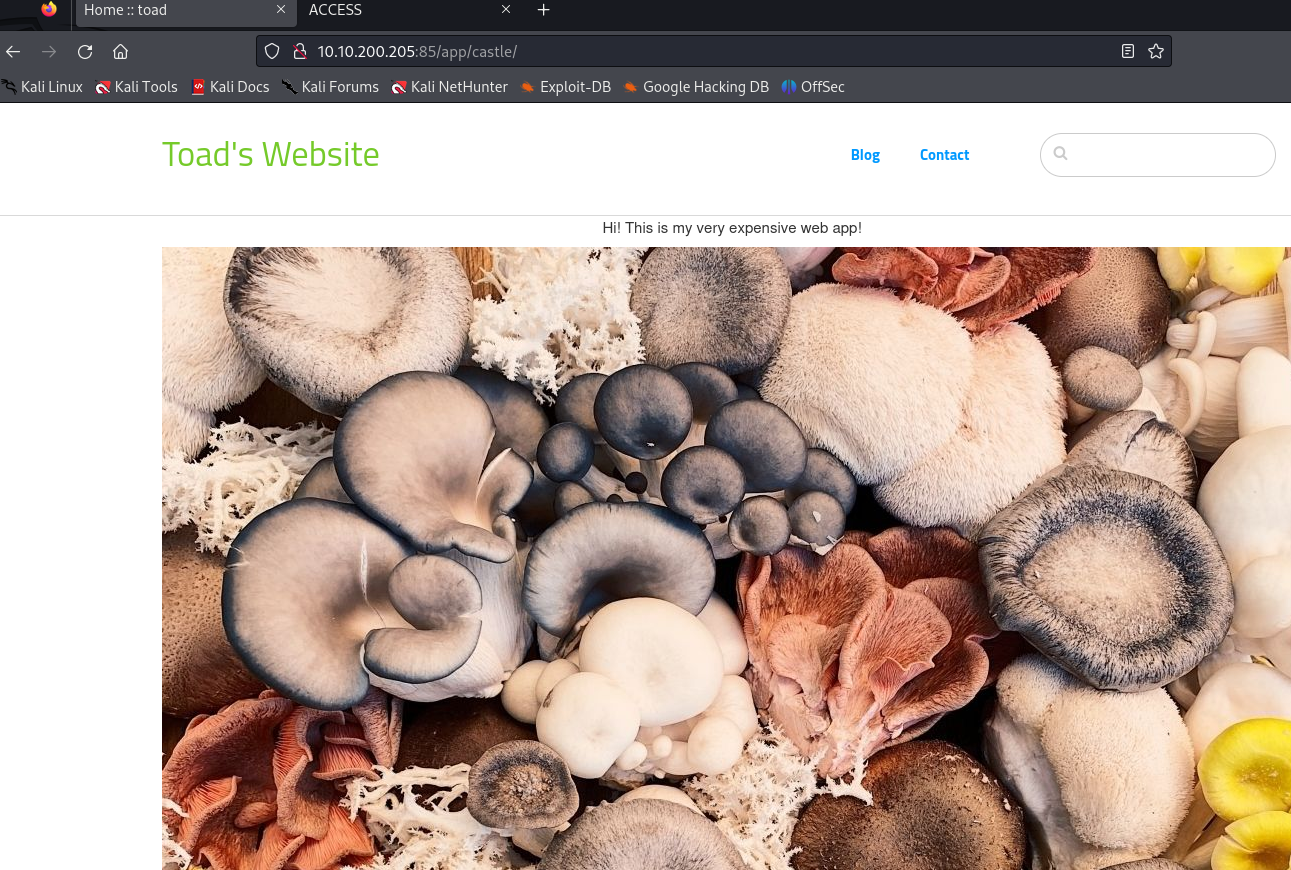 Home :: toad
ACCESS
10.10.200.205:85/app/castle/
Kali Linux Kali Tools Kali Docs Kali Forums Kali NetHunter Exploit-DB Google Hacking DB OffSec
Toad's Website
Blog Contact
Hi! This is my very expensive web app!